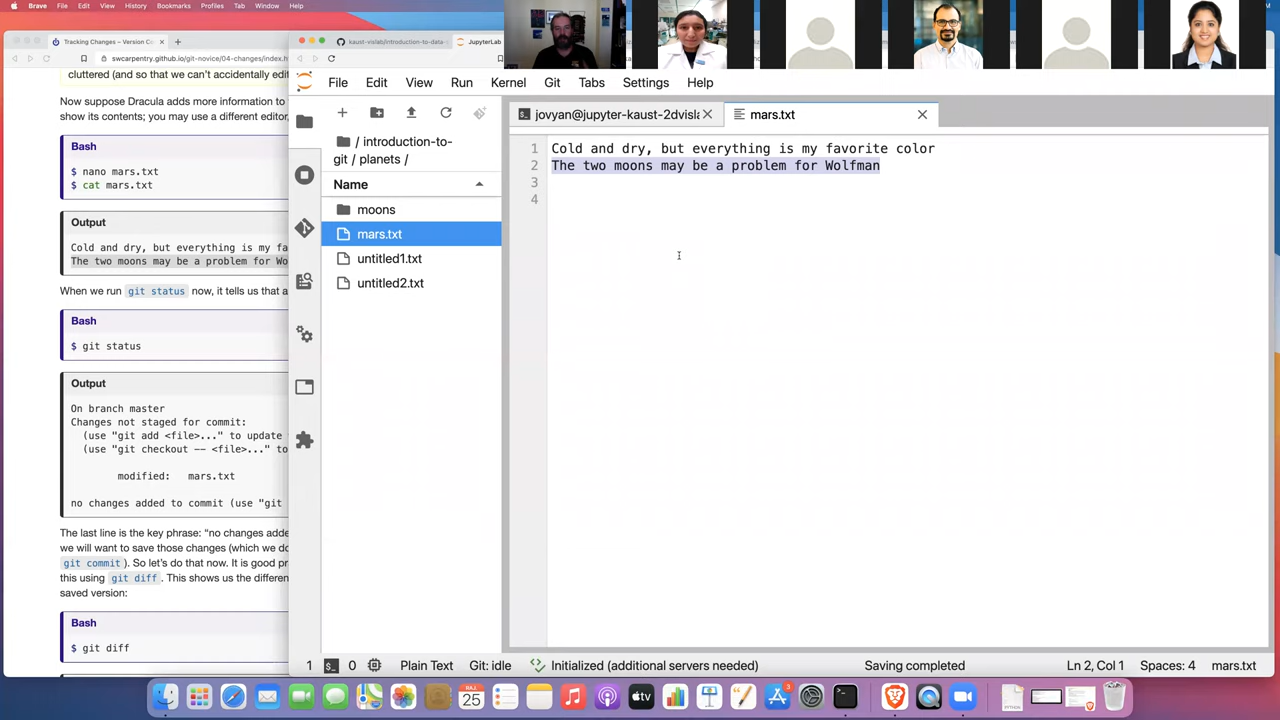 Brave File Edit View History Bookmarks Profiles Tab Window Help
Tracking Changes – Version Co
swcarpentry.github.io/git-novice/04-changes/index.h
cluttered (and so that we can't accidentally edi
Now suppose Dracula adds more information to
show its contents; you may use a different editor,
Bash
$ nano mars.txt
$ cat mars.txt
Output
Cold and dry, but everything is my fa
The two moons may be a problem for Wo
When we run git status now, it tells us that a
Bash
$ git status
Output
On branch master
Changes not staged for commit:
(use "git add <file>..." to update
(use "git checkout -- <file>..." to
modified: mars.txt
no changes added to commit (use "git
The last line is the key phrase: "no changes adde
we will want to save those changes (which we do
git commit ). So let's do that now. It is good pr
this using git diff . This shows us the differen
saved version:
Bash
$ git diff
kaust-vislab/introduction-to-data-
JupyterLab
File Edit View Run Kernel Git Tabs Settings Help
/ introduction-to-
git / planets /
Name
moons
mars.txt
untitled1.txt
untitled2.txt
jovyan@jupyter-kaust-2dvisla
mars.txt
1 Cold and dry, but everything is my favorite color
2 The two moons may be a problem for Wolfman
3
4
1 0 Plain Text Git: idle Initialized (additional servers needed) Saving completed Ln 2, Col 1 Spaces: 4 mars.txt
25
tv
3